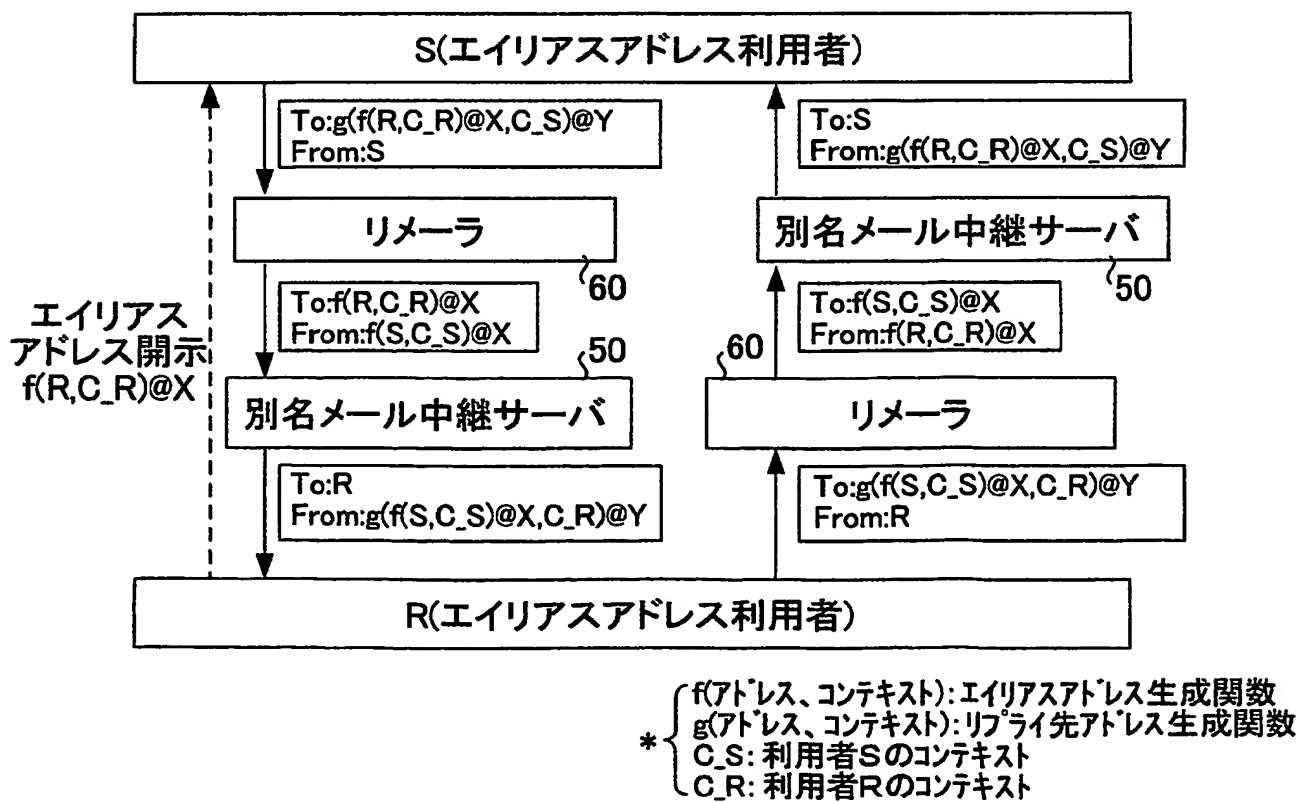 S(エイリアスアドレス利用者)
To:g(f(R,C_R)@X,C_S)@Y
From:S
To:S
From:g(f(R,C_R)@X,C_S)@Y
リメーラ
60
別名メール中継サーバ
50
エイリアス
アドレス開示
f(R,C_R)@X
To:f(R,C_R)@X
From:f(S,C_S)@X
To:f(S,C_S)@X
From:f(R,C_R)@X
50
別名メール中継サーバ
60
リメーラ
To:R
From:g(f(S,C_S)@X,C_R)@Y
To:g(f(S,C_S)@X,C_R)@Y
From:R
R(エイリアスアドレス利用者)
* f(アドレス、コンテキスト):エイリアスアドレス生成関数
g(アドレス、コンテキスト):リプライ先アドレス生成関数
C_S: 利用者Sのコンテキスト
C_R: 利用者Rのコンテキスト